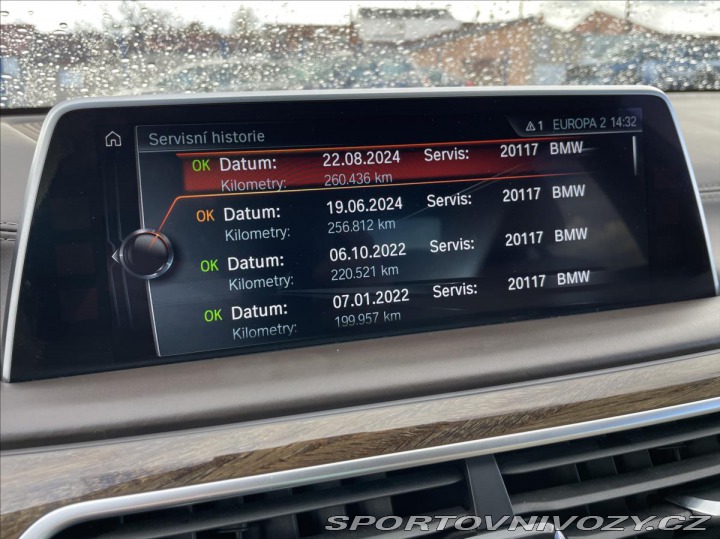 Servisní historie
⚠1 EUROPA 2 14:32
OK Datum: 22.08.2024 Servis: 20117 BMW
Kilometry: 260.436 km
OK Datum: 19.06.2024 Servis: 20117 BMW
Kilometry: 256.812 km
OK Datum: 06.10.2022 Servis: 20117 BMW
Kilometry: 220.521 km
OK Datum: 07.01.2022 Servis: 20117 BMW
Kilometry: 199.957 km
SPORTOVNIVOZY.CZ